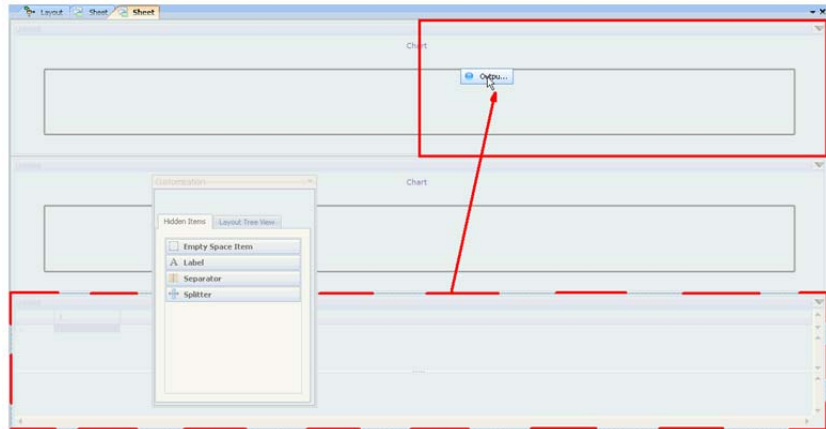 Layout Sheet Sheet
Chart
Outpu...
Chart
Customization
Hidden Items Layout Tree View
Empty Space Item
A Label
Separator
Splitter